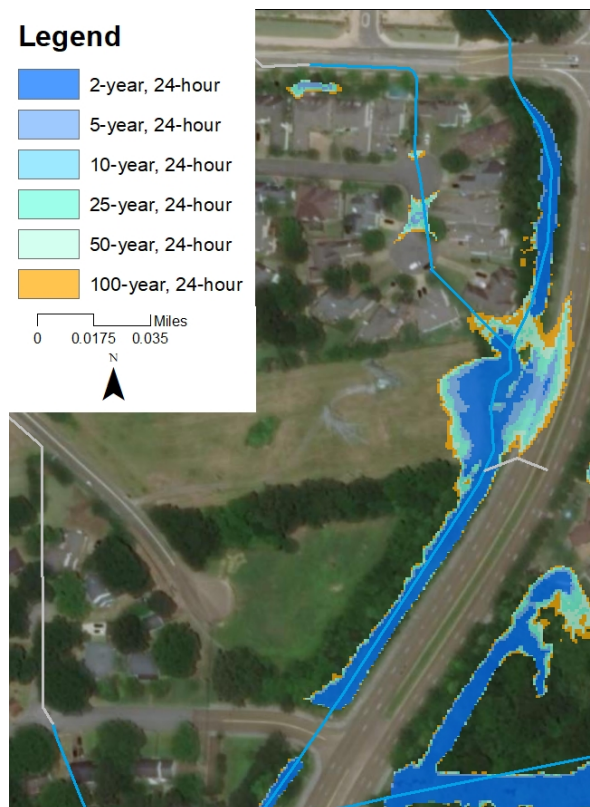 Legend
2-year, 24-hour
5-year, 24-hour
10-year, 24-hour
25-year, 24-hour
50-year, 24-hour
100-year, 24-hour
Miles
0 0.0175 0.035
N